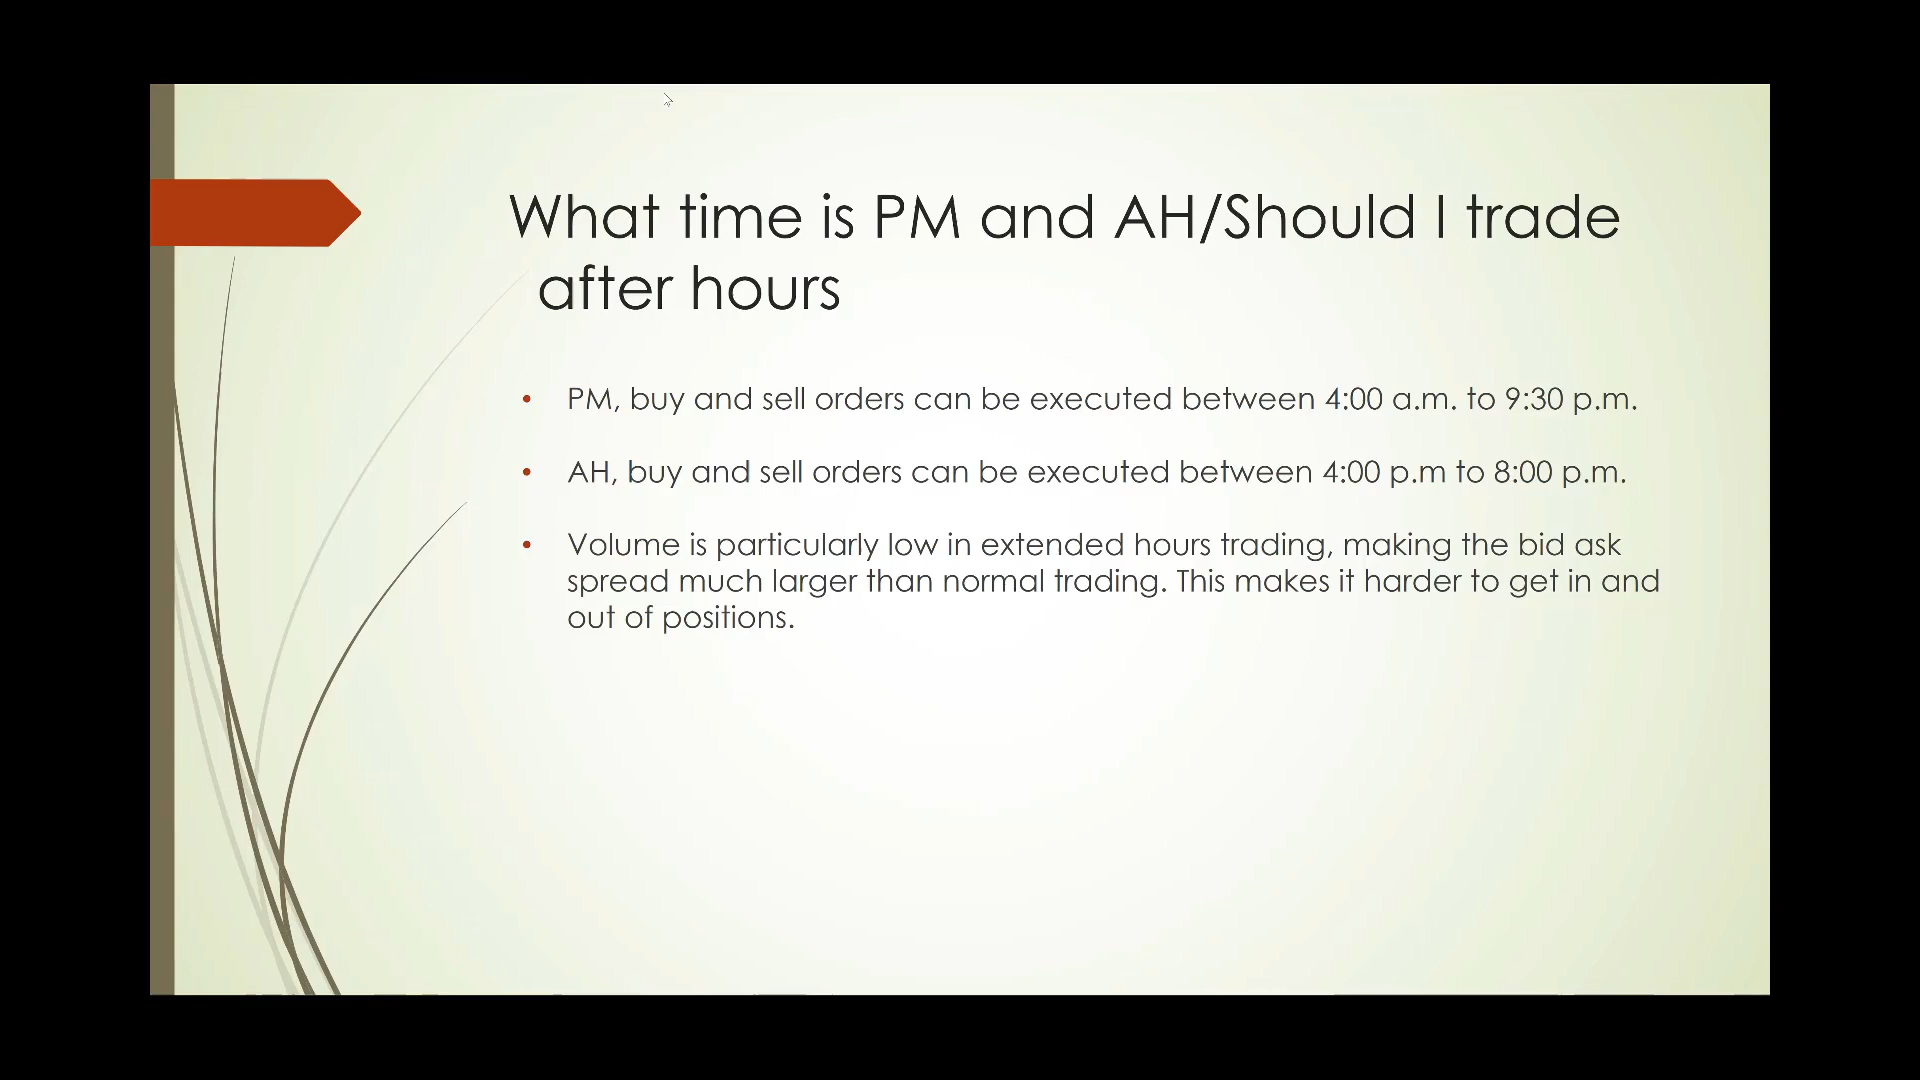 What time is PM and AH/Should I trade
after hours
• PM, buy and sell orders can be executed between 4:00 a.m. to 9:30 p.m.
• AH, buy and sell orders can be executed between 4:00 p.m to 8:00 p.m.
• Volume is particularly low in extended hours trading, making the bid ask
spread much larger than normal trading. This makes it harder to get in and
out of positions.